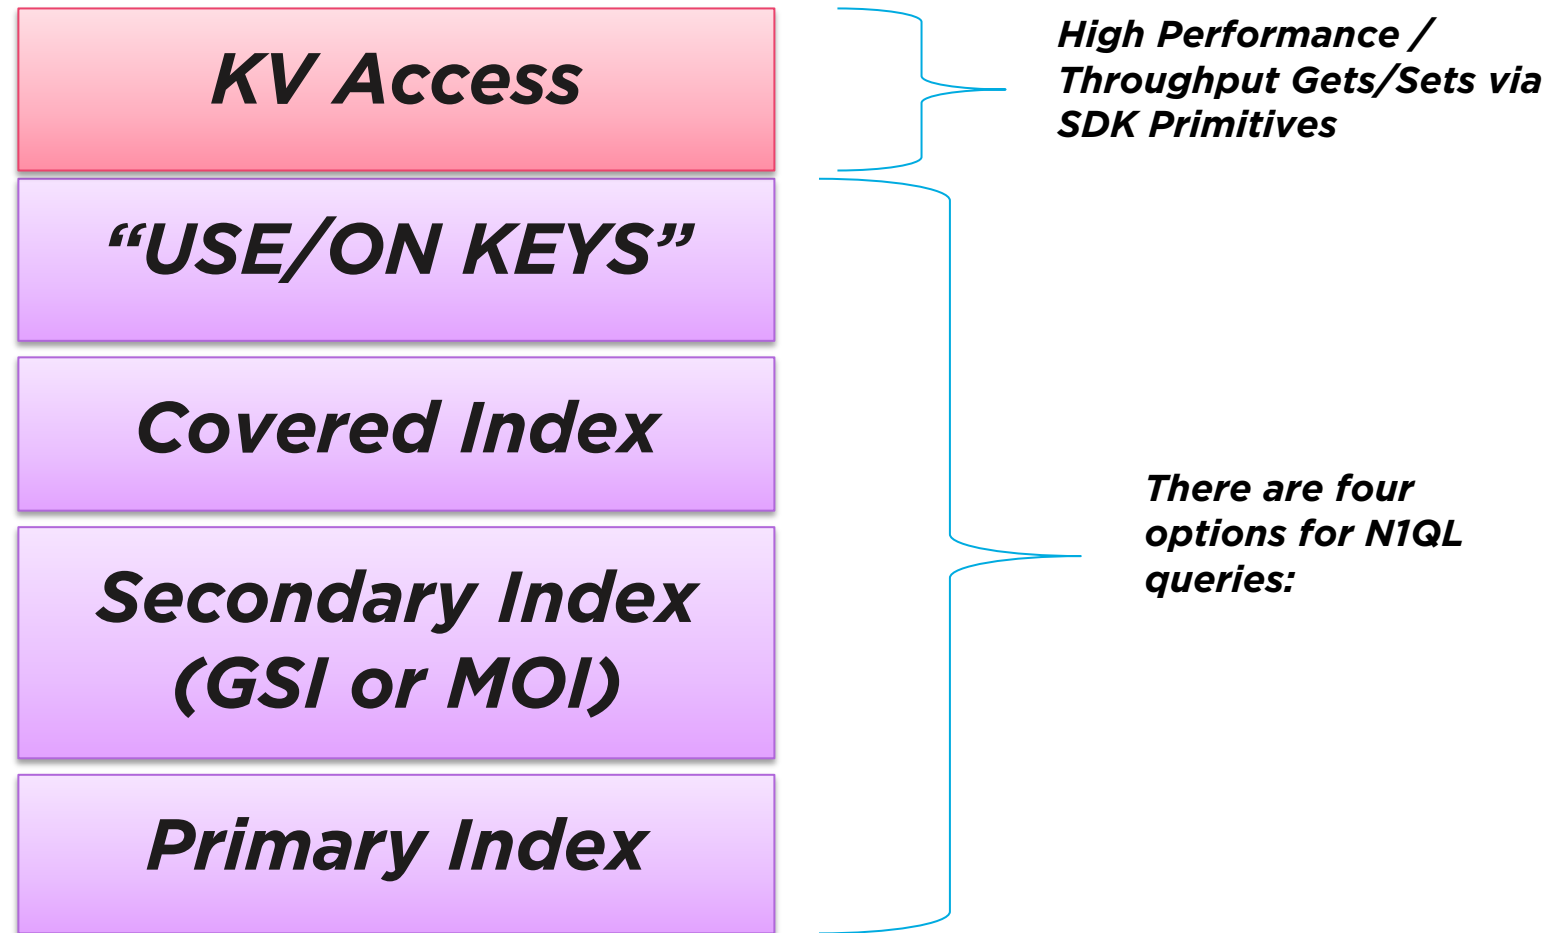 KV Access
High Performance /
Throughput Gets/Sets via
SDK Primitives
“USE/ON KEYS”
Covered Index
Secondary Index
(GSI or MOI)
Primary Index
There are four
options for N1QL
queries: